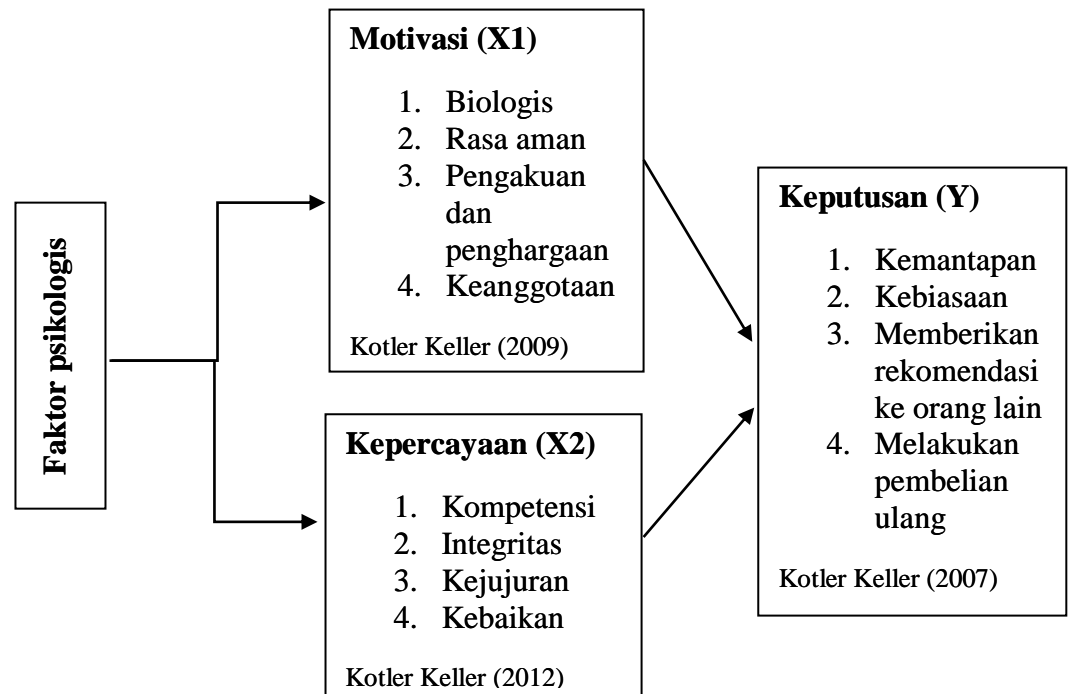 Faktor psikologis
Motivasi (X1)
1. Biologis
2. Rasa aman
3. Pengakuan
dan
penghargaan
4. Keanggotaan
Kotler Keller (2009)
Kepercayaan (X2)
1. Kompetensi
2. Integritas
3. Kejujuran
4. Kebaikan
Kotler Keller (2012)
Keputusan (Y)
1. Kemantapan
2. Kebiasaan
3. Memberikan
rekomendasi
ke orang lain
4. Melakukan
pembelian
ulang
Kotler Keller (2007)